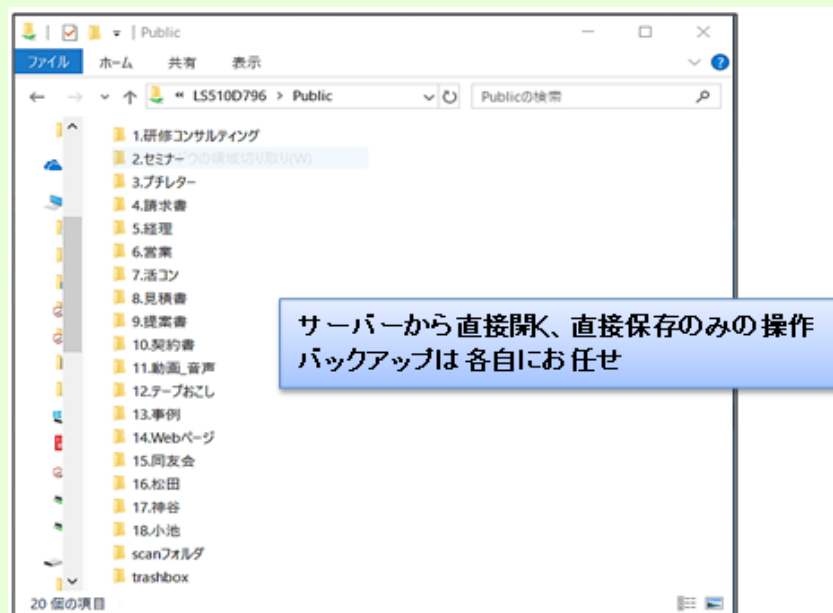 Public
ファイル ホーム 共有 表示
« LS510D796 > Public Publicの検索
1.研修コンサルティング
2.セミナー ウの領域切り取り(W)
3.プチレター
4.請求書
5.経理
6.営業
7.活コン
8.見積書
9.提案書
10.契約書
11.動画_音声
12.テープおこし
13.事例
14.Webページ
15.同友会
16.松田
17.神谷
18.小池
scanフォルダ
trashbox
サーバーから直接開く、直接保存のみの操作
バックアップは各自にお任せ
20 個の項目